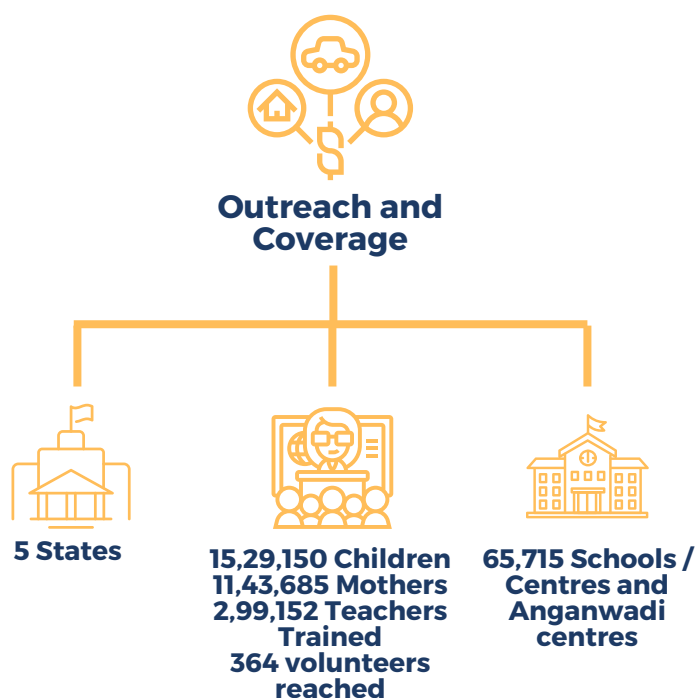 Outreach and
Coverage
5 States
15,29,150 Children
11,43,685 Mothers
2,99,152 Teachers
Trained
364 volunteers
reached
65,715 Schools /
Centres and
Anganwadi
centres